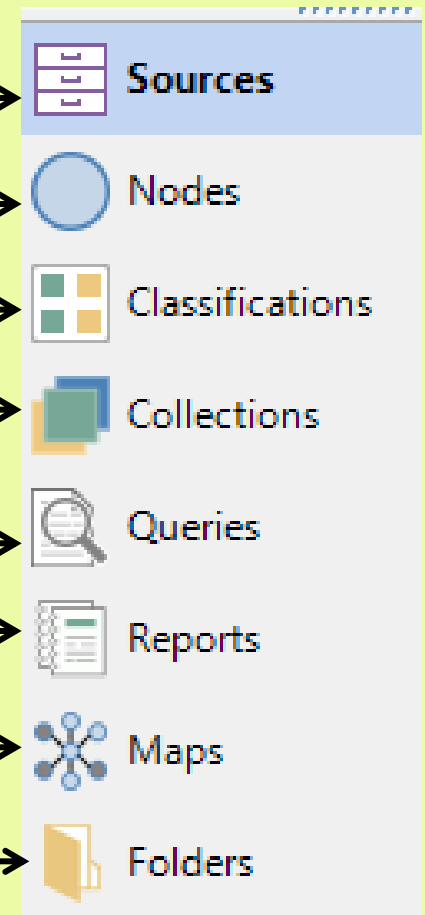 Sources
Nodes
Classifications
Collections
Queries
Reports
Maps
Folders